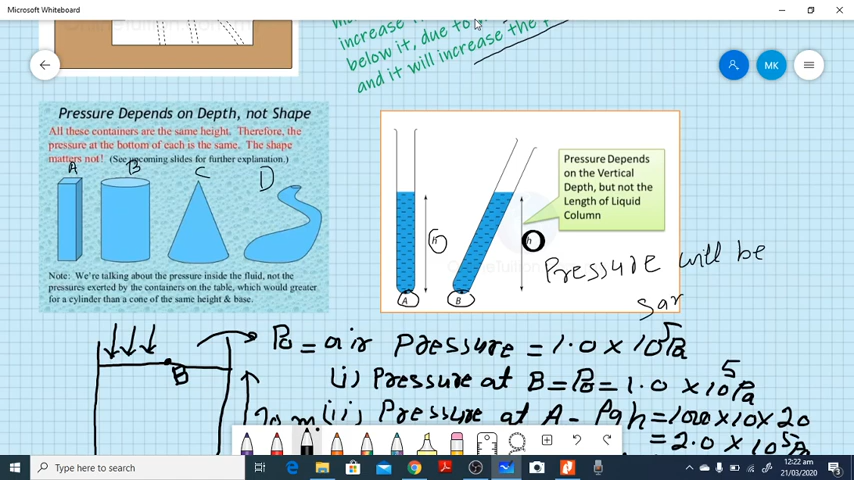 Microsoft Whiteboard
increase
below it, due to
and it will increase the
MK
Pressure Depends on Depth, not Shape
All these containers are the same height. Therefore, the
pressure at the bottom of each is the same. The shape
matters not! (See upcoming slides for further explanation.)
A B C D
Note: We're talking about the pressure inside the fluid, not the
pressures exerted by the containers on the table, which would greater
for a cylinder than a cone of the same height & base.
Pressure Depends
on the Vertical
Depth, but not the
Length of Liquid
Column
h h
A B
Pressure will be
sar
P0 = air Pressure = 1.0 × 10^5 Pa
B
(i) Pressure at B = P0 = 1.0 × 10^5 Pa
20 m
(ii) Pressure at A - ρgh = 1000×10×20
= 2.0 × 10^5 Pa
Type here to search
12:22 am
21/03/2020
3